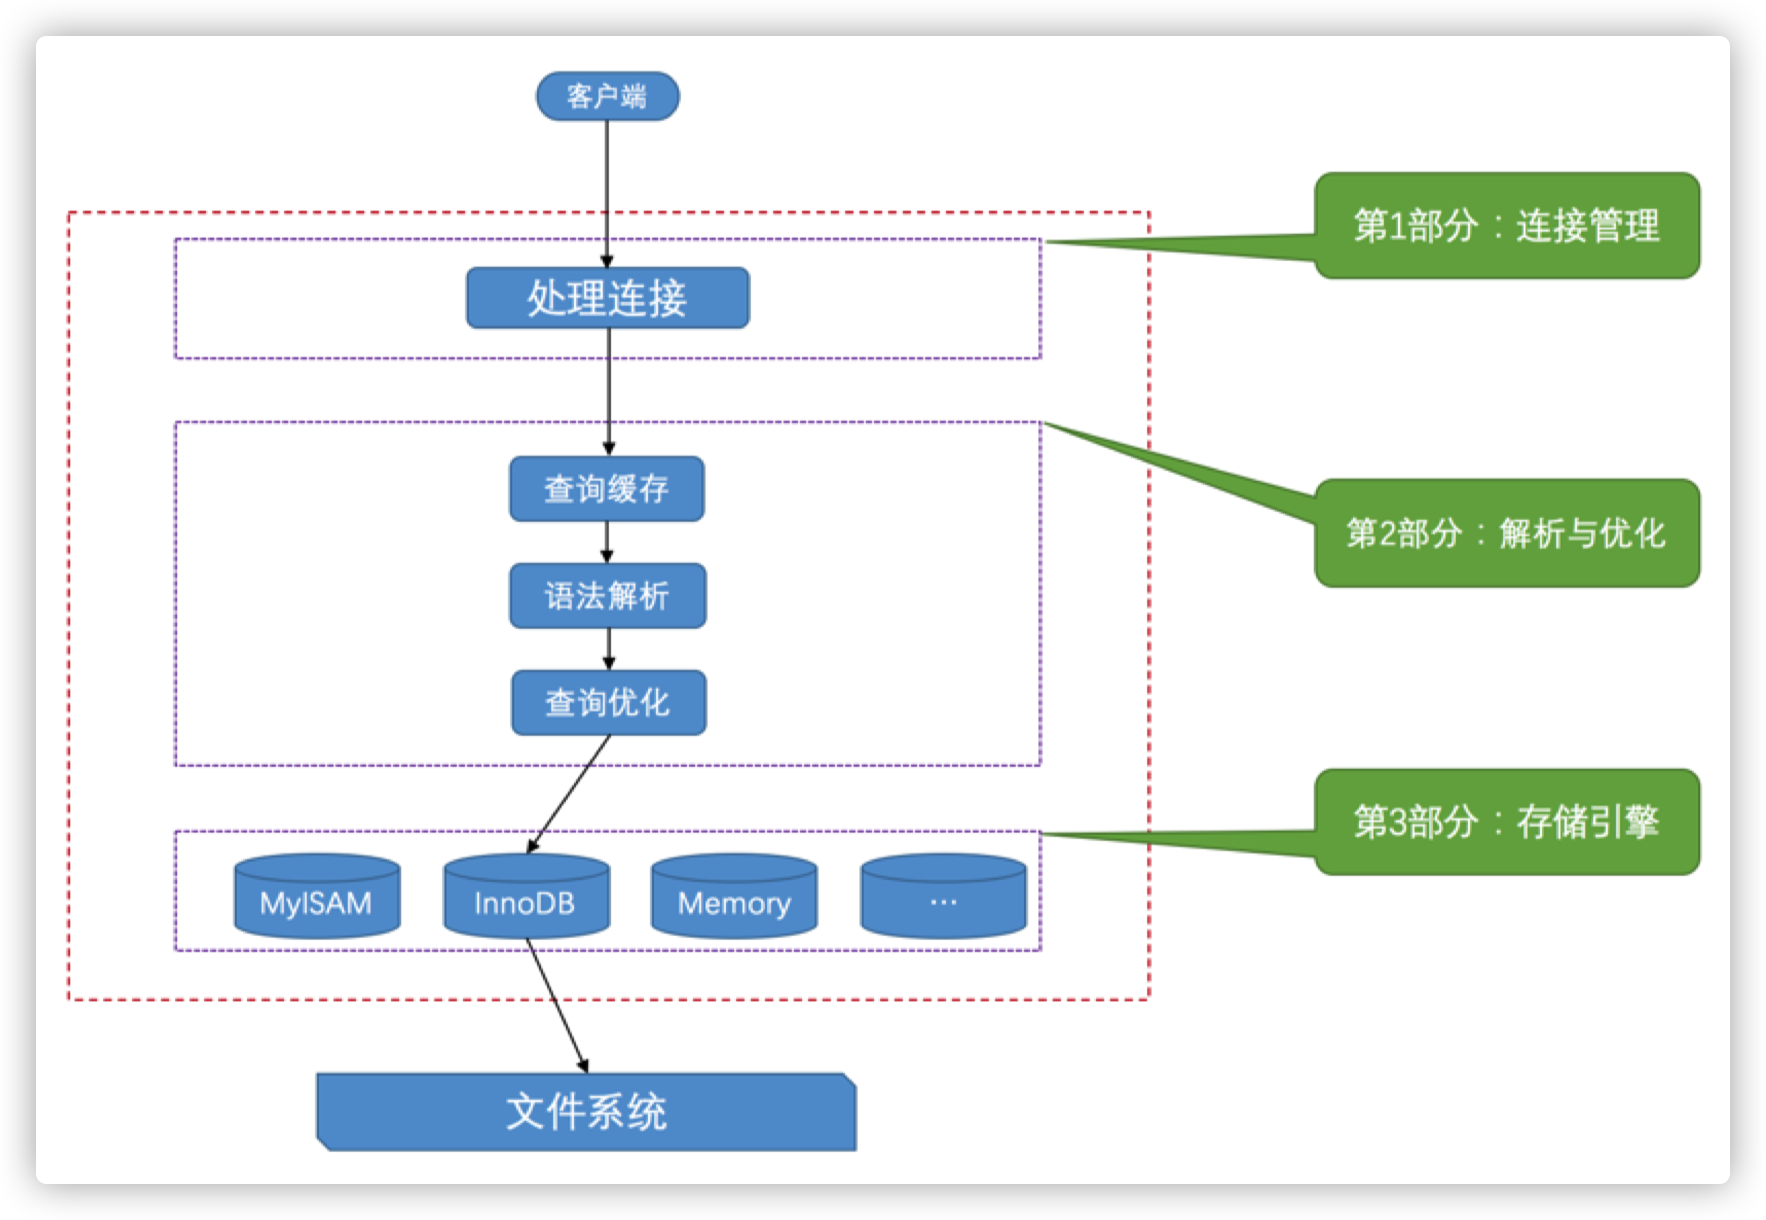 客户端
第1部分：连接管理
处理连接
查询缓存
第2部分：解析与优化
语法解析
查询优化
第3部分：存储引擎
MyISAM
InnoDB
Memory
...
文件系统